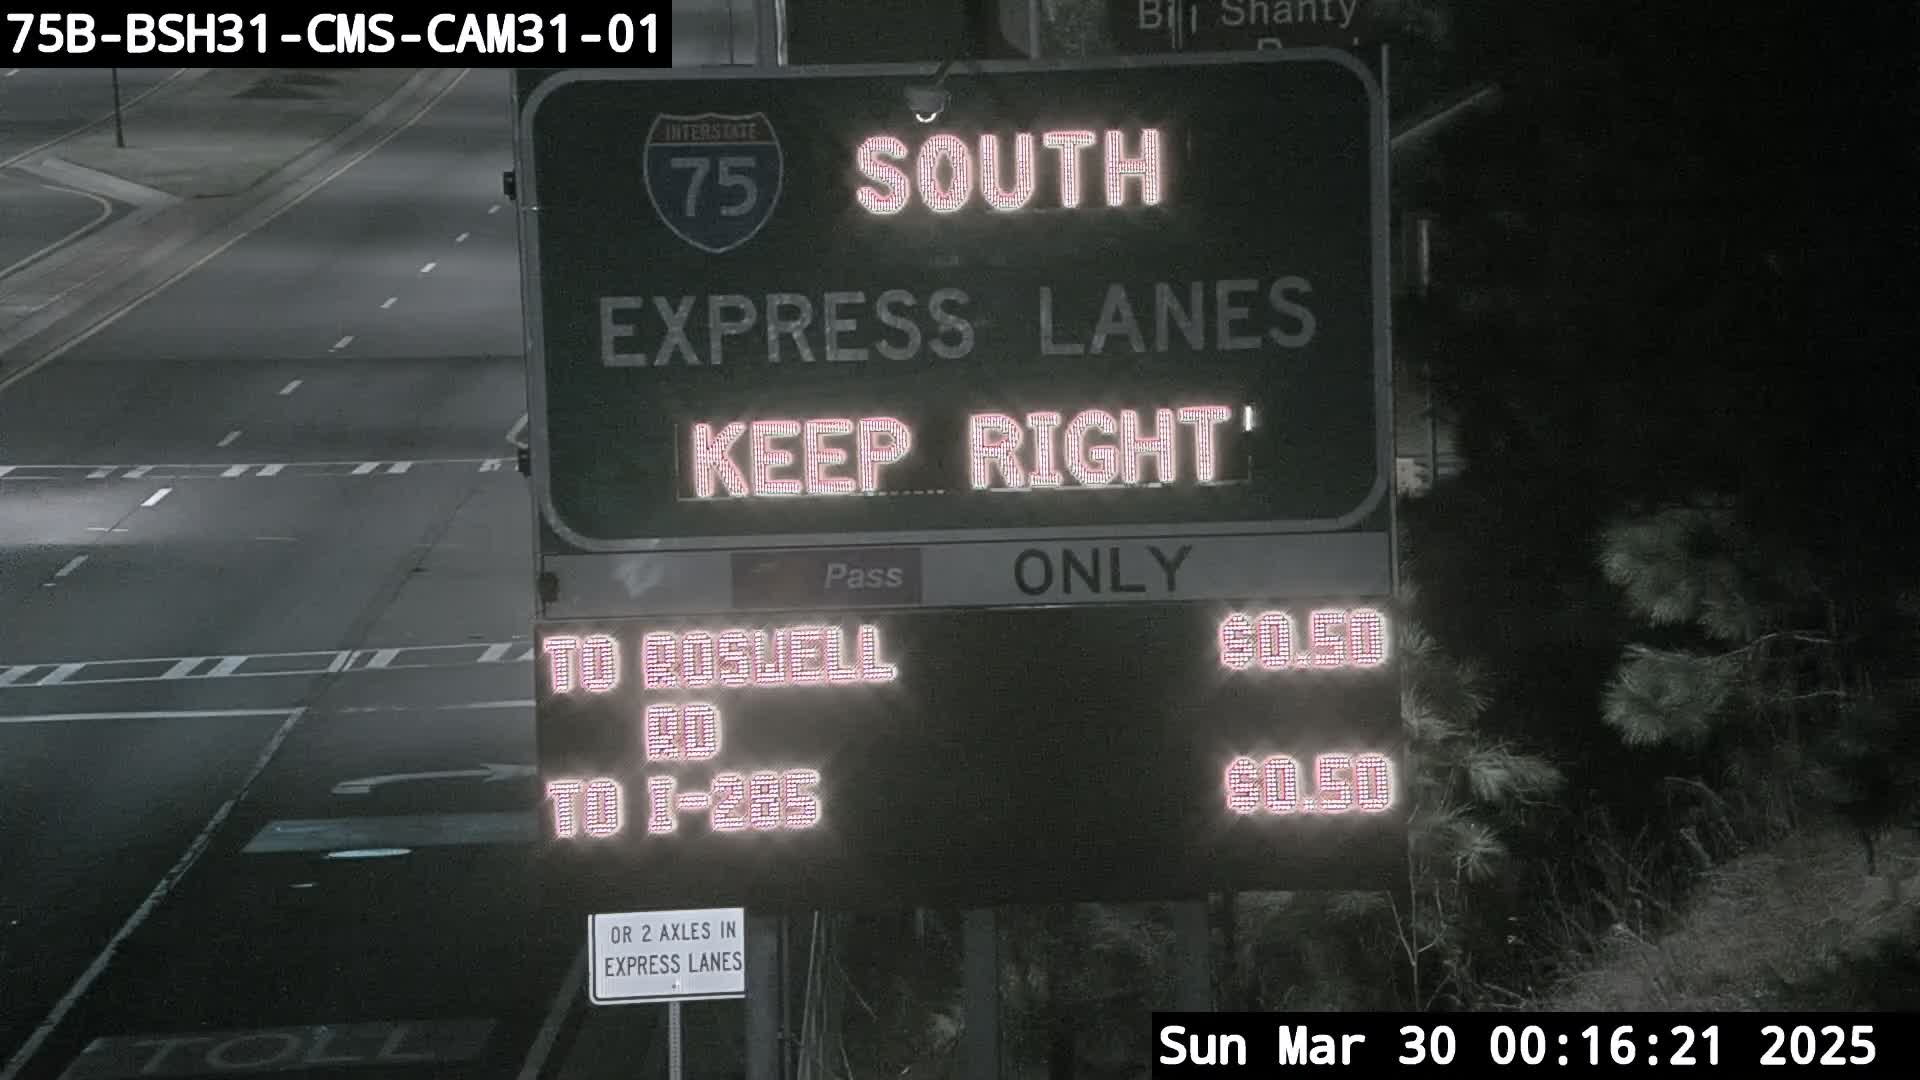 75B-BSH31-CMS-CAM31-01
Bill Shanty
INTERSTATE
75
SOUTH
EXPRESS LANES
KEEP RIGHT
Pass
ONLY
TO ROSWELL $0.50
RD
TO I-285 $0.50
OR 2 AXLES IN
EXPRESS LANES
TOLL
Sun Mar 30 00:16:21 2025